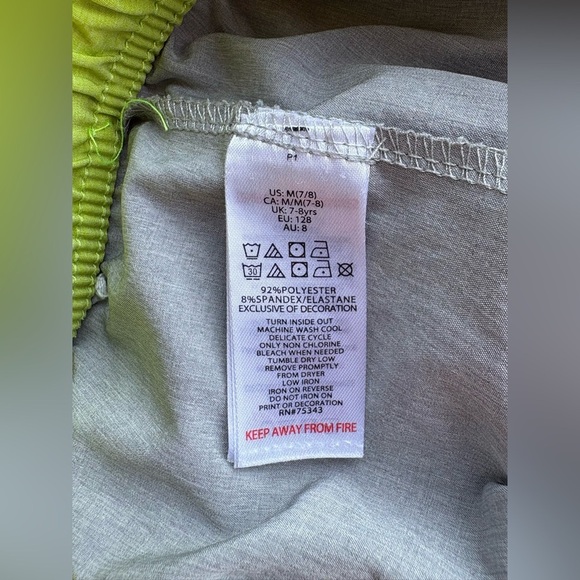 P1
US: M(7/8)
CA: M/M(7-8)
UK: 7-8yrs
EU: 128
AU: 8
30
92%POLYESTER
8%SPANDEX/ELASTANE
EXCLUSIVE OF DECORATION
TURN INSIDE OUT
MACHINE WASH COOL
DELICATE CYCLE
ONLY NON CHLORINE
BLEACH WHEN NEEDED
TUMBLE DRY LOW
REMOVE PROMPTLY
FROM DRYER
LOW IRON
IRON ON REVERSE
DO NOT IRON ON
PRINT OR DECORATION
RN#75343
KEEP AWAY FROM FIRE